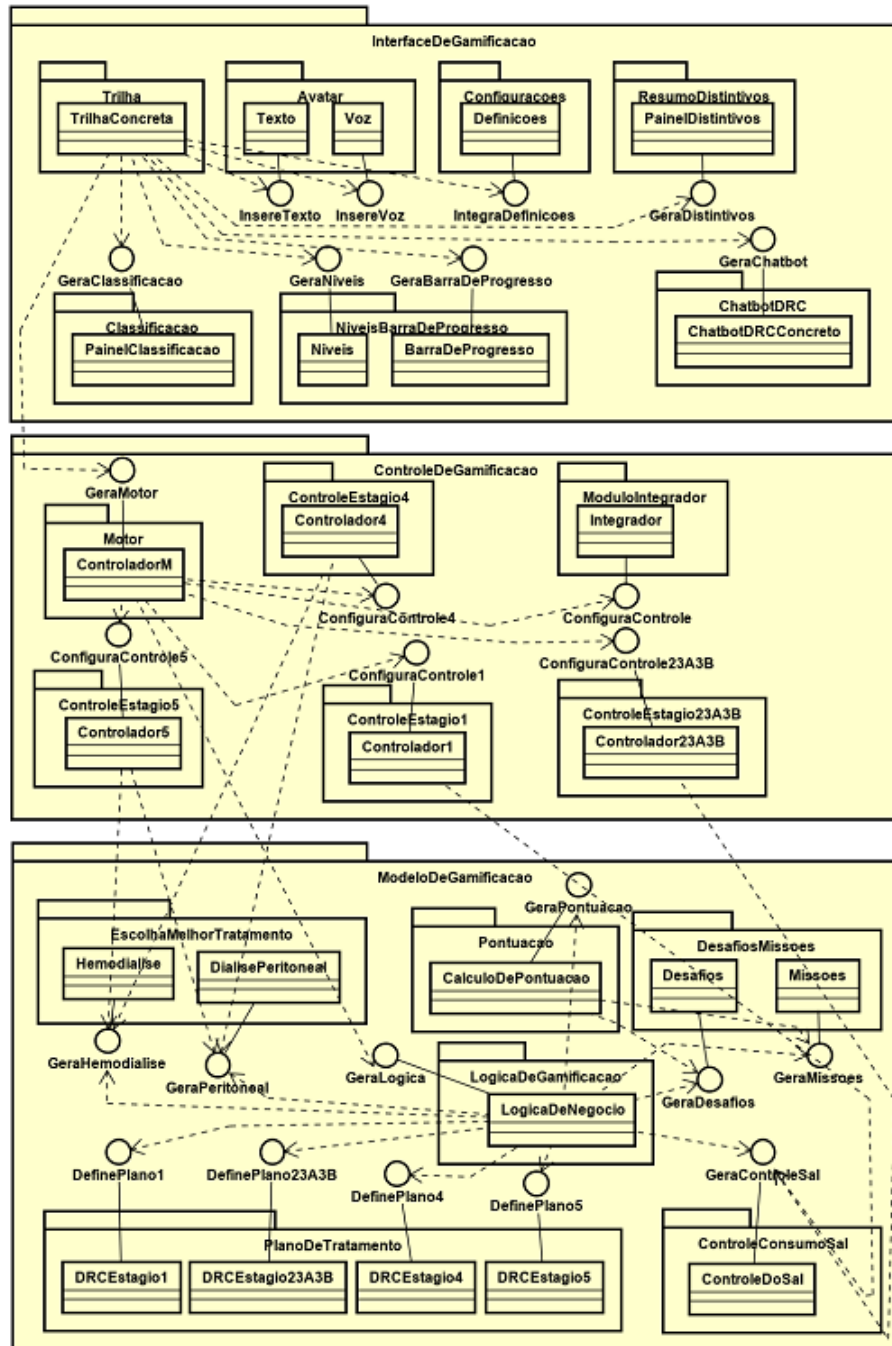 InterfaceDeGamificacao
Trilha
Avatar
Configuracoes
ResumoDistintivos
TrilhaConcreta
Texto
Voz
Definicoes
PainelDistintivos
InsereTexto
InsereVoz
IntegraDefinicoes
GeraDistintivos
GeraClassificacao
GeraNiveis
GeraBarraDeProgresso
GeraChatbot
Classificacao
NiveisBarraDeProgresso
ChatbotDRC
PainelClassificacao
Niveis
BarraDeProgresso
ChatbotDRCConcreto
ControleDeGamificacao
GeraMotor
ControleEstagio4
ModuloIntegrador
Controlador4
Integrador
Motor
ControladorM
ConfiguraControle4
ConfiguraControle
ConfiguraControle5
ConfiguraControle1
ConfiguraControle23A3B
ControleEstagio5
ControleEstagio1
ControleEstagio23A3B
Controlador5
Controlador1
Controlador23A3B
ModeloDeGamificacao
GeraPontuacao
EscolhaMelhorTratamento
Pontuacao
DesafiosMissoes
Hemodialise
DialisePeritoneal
CalculoDePontuacao
Desafios
Missoes
GeraHemodialise
GeraPeritoneal
GeraLogica
LogicaDeGamificacao
GeraDesafios
GeraMissoes
LogicaDeNegocio
DefinePlano1
DefinePlano23A3B
DefinePlano4
DefinePlano5
GeraControleSal
PlanoDeTratamento
ControleConsumoSal
DRCEstagio1
DRCEstagio23A3B
DRCEstagio4
DRCEstagio5
ControleDoSal